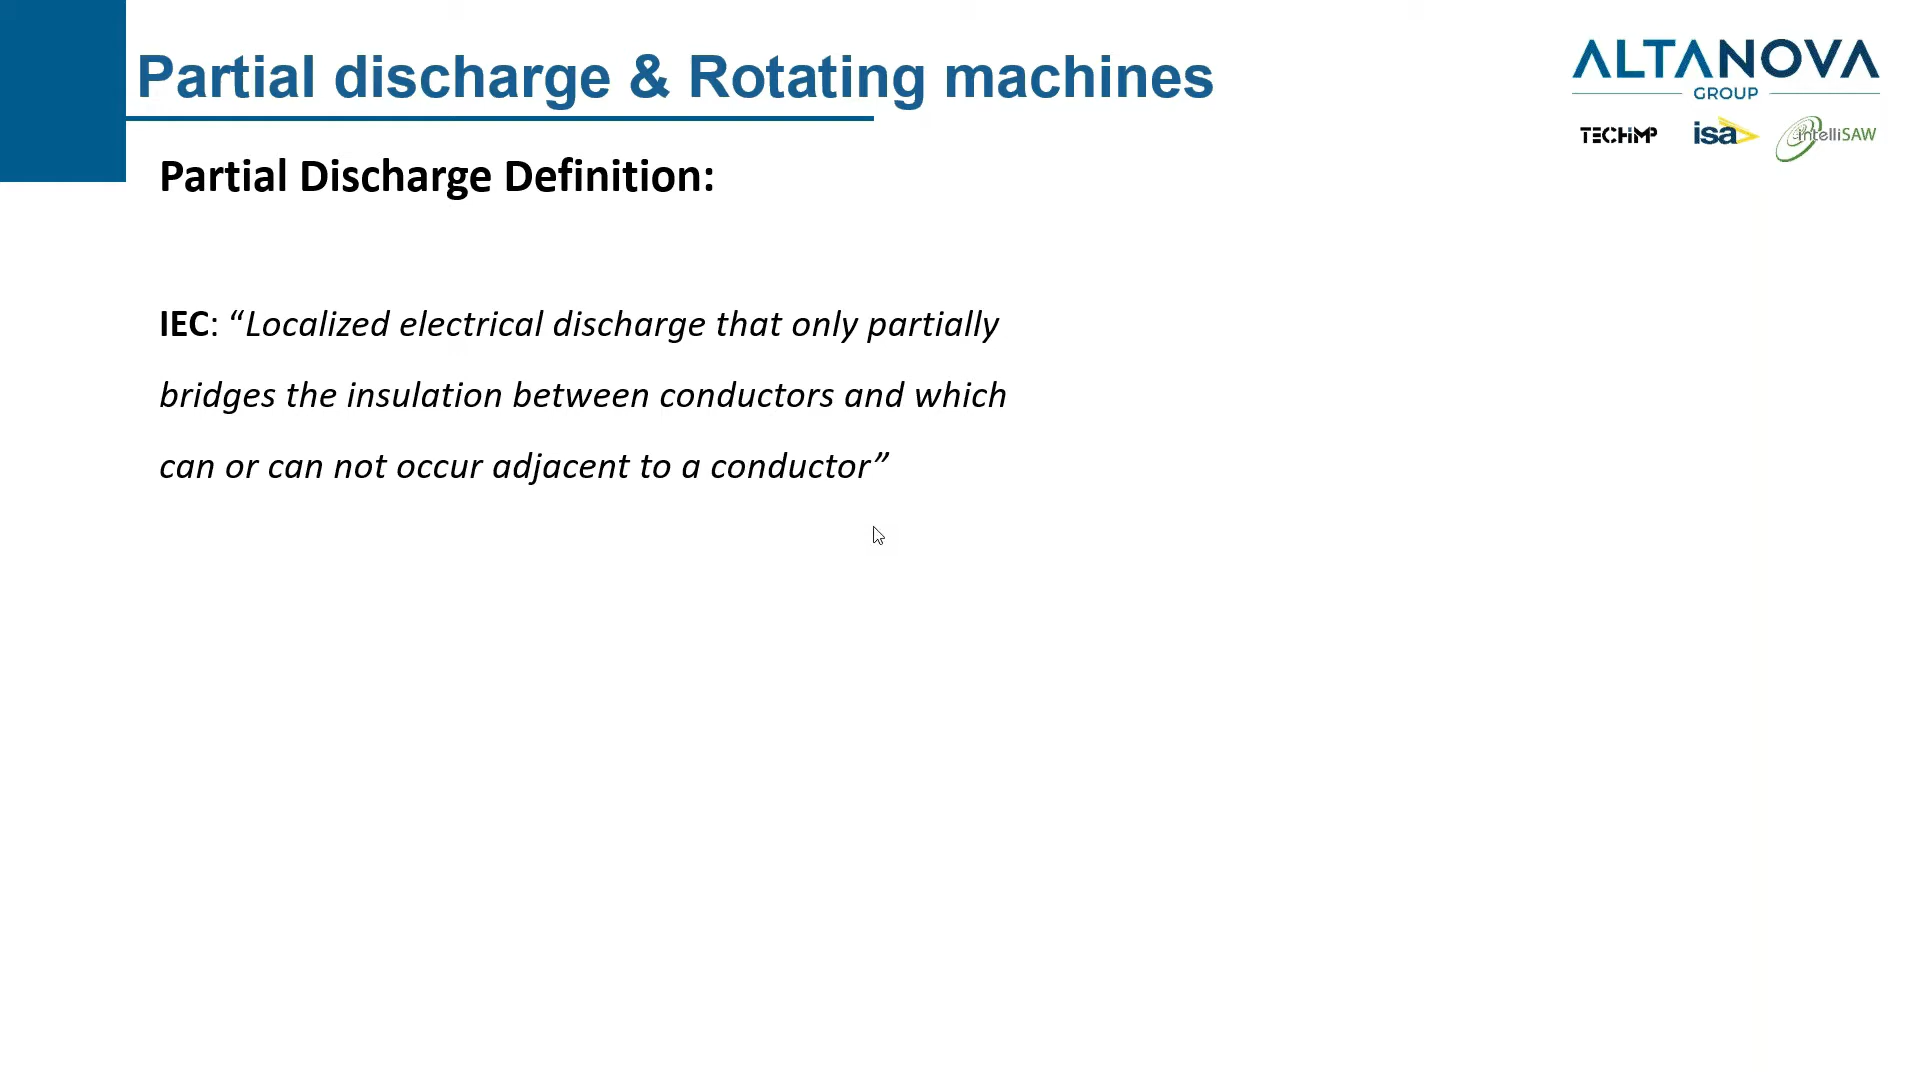 Partial discharge & Rotating machines
ALTANOVA
GROUP
TECHIMP
isa
intelliSAW
Partial Discharge Definition:
IEC: “Localized electrical discharge that only partially
bridges the insulation between conductors and which
can or can not occur adjacent to a conductor”